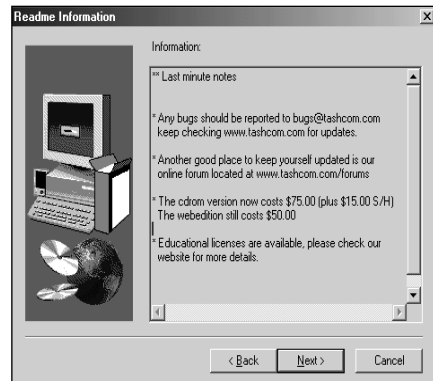 Readme Information
Information:
** Last minute notes
* Any bugs should be reported to bugs@tashcom.com
keep checking www.tashcom.com for updates.
* Another good place to keep yourself updated is our
online forum located at www.tashcom.com/forums
* The cdrom version now costs $75.00 (plus $15.00 S/H)
The webedition still costs $50.00
* Educational licenses are available, please check our
website for more details.
< Back Next > Cancel